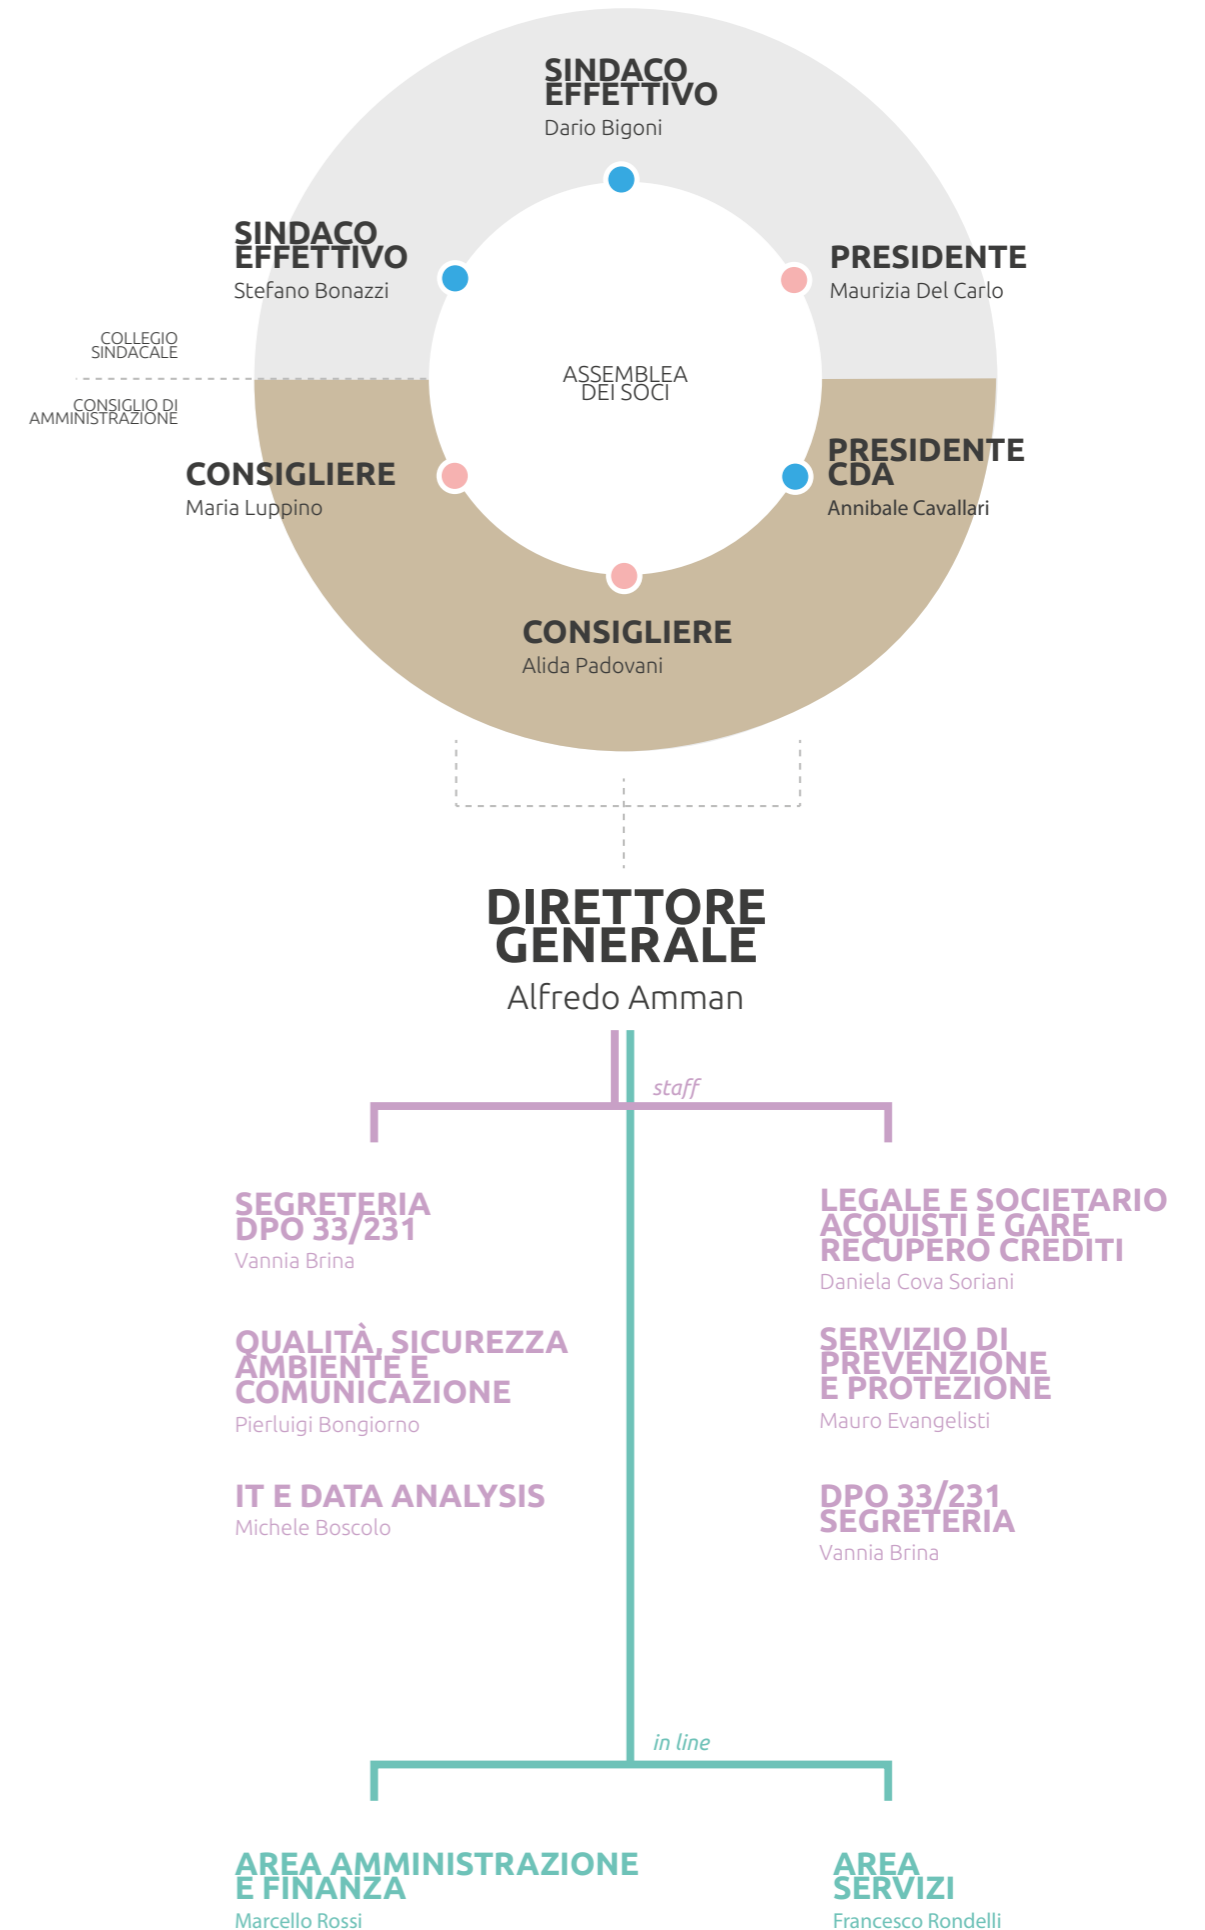 SINDACO
EFFETTIVO
Dario Bigoni
SINDACO
EFFETTIVO
Stefano Bonazzi
PRESIDENTE
Maurizia Del Carlo
COLLEGIO
SINDACALE
ASSEMBLEA
DEI SOCI
CONSIGLIO DI
AMMINISTRAZIONE
CONSIGLIERE
Maria Luppino
PRESIDENTE
CDA
Annibale Cavallari
CONSIGLIERE
Alida Padovani
DIRETTORE
GENERALE
Alfredo Amman
staff
SEGRETERIA
DPO 33/231
Vannia Brina
LEGALE E SOCIETARIO
ACQUISTI E GARE
RECUPERO CREDITI
Daniela Cova Soriani
QUALITÀ, SICUREZZA
AMBIENTE E
COMUNICAZIONE
Pierluigi Bongiorno
SERVIZIO DI
PREVENZIONE
E PROTEZIONE
Mauro Evangelisti
IT E DATA ANALYSIS
Michele Boscolo
DPO 33/231
SEGRETERIA
Vannia Brina
in line
AREA AMMINISTRAZIONE
E FINANZA
Marcello Rossi
AREA
SERVIZI
Francesco Rondelli